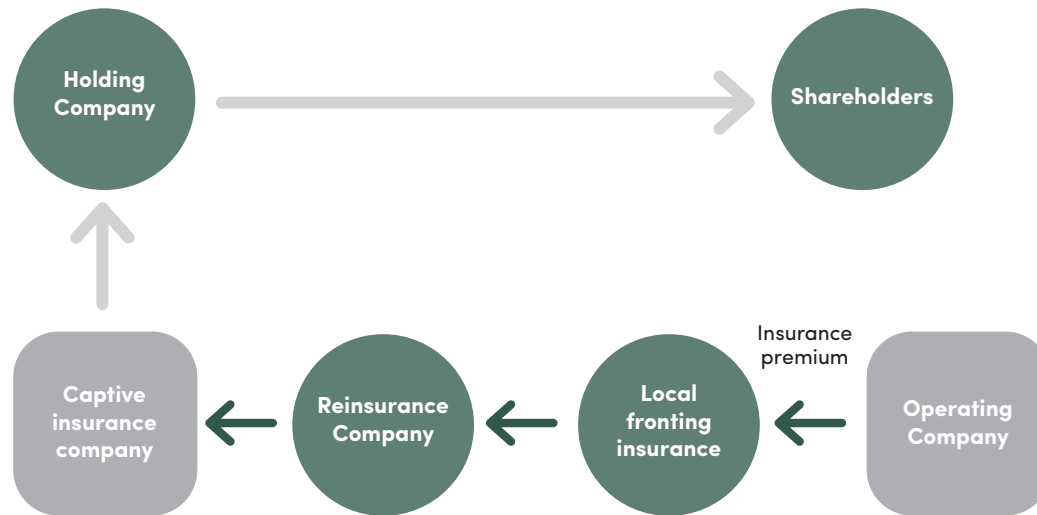 Holding
Company
Shareholders
Captive
insurance
company
Reinsurance
Company
Local
fronting
insurance
Insurance
premium
Operating
Company